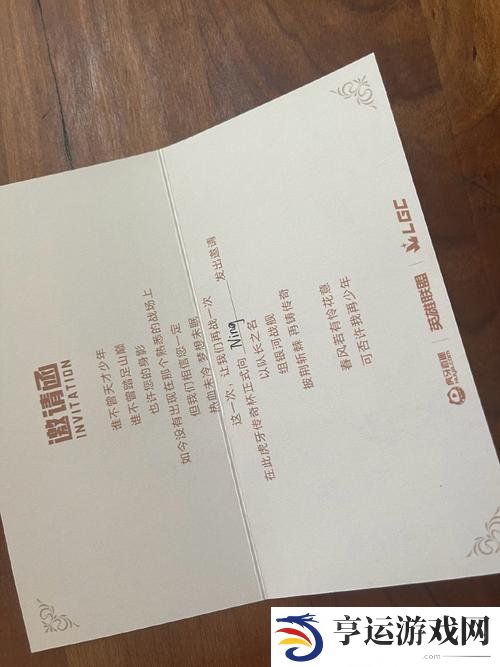 邀请函
INVITATION
谁不曾天才少年
谁不曾踏足山巅
也许您的身影
如今没有出现在那个熟悉的战场上
但我们相信您一定
热血未冷 梦想未眠
这一次，让我们再战一次
在此虎牙传奇杯正式向 Ning 发出邀请
以队长之名
组银河战舰
披荆斩棘 再铸传奇
春风若有怜花意
可否许我再少年
虎牙直播
英雄联盟
LGC
亨运游戏网
.com